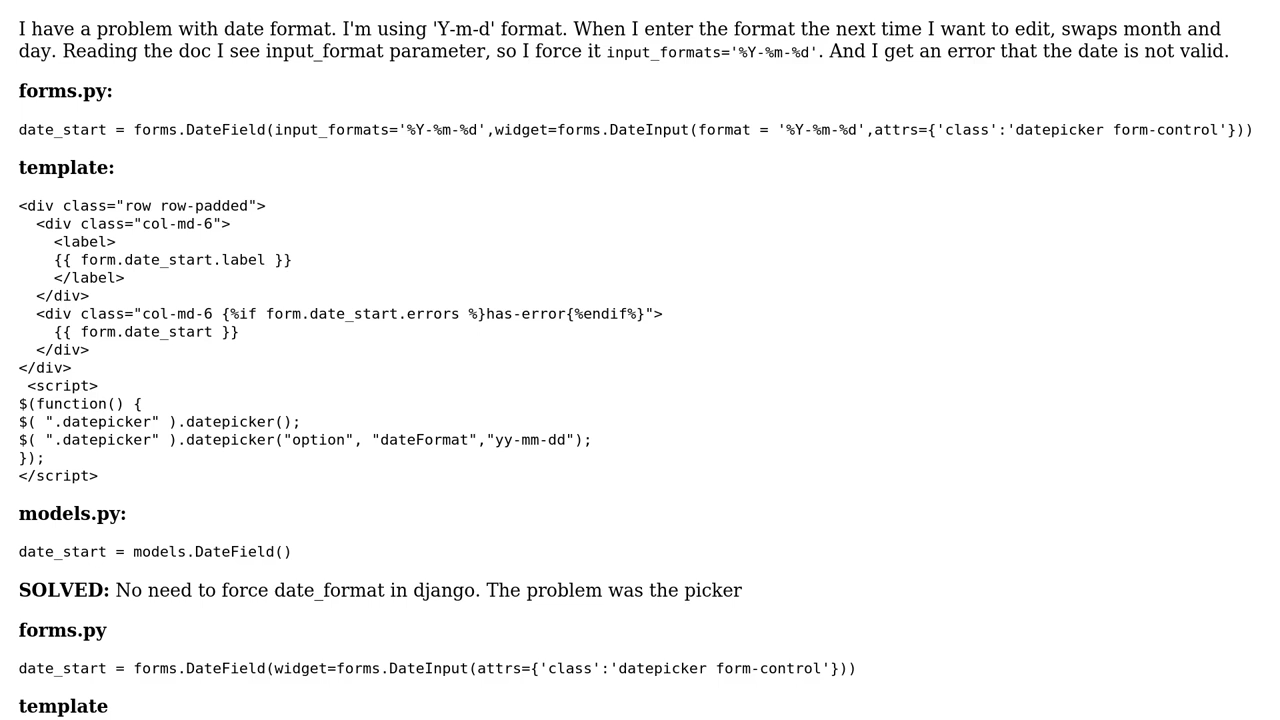 I have a problem with date format. I'm using 'Y-m-d' format. When I enter the format the next time I want to edit, swaps month and
day. Reading the doc I see input_format parameter, so I force it input_formats='%Y-%m-%d'. And I get an error that the date is not valid.
forms.py:
date_start = forms.DateField(input_formats='%Y-%m-%d',widget=forms.DateInput(format = '%Y-%m-%d',attrs={'class':'datepicker form-control'}))
template:
<div class="row row-padded">
  <div class="col-md-6">
    <label>
    {{ form.date_start.label }}
    </label>
  </div>
  <div class="col-md-6 {%if form.date_start.errors %}has-error{%endif%}">
    {{ form.date_start }}
  </div>
</div>
 <script>
$(function() {
$( ".datepicker" ).datepicker();
$( ".datepicker" ).datepicker("option", "dateFormat","yy-mm-dd");
});
</script>
models.py:
date_start = models.DateField()
SOLVED: No need to force date_format in django. The problem was the picker
forms.py
date_start = forms.DateField(widget=forms.DateInput(attrs={'class':'datepicker form-control'}))
template